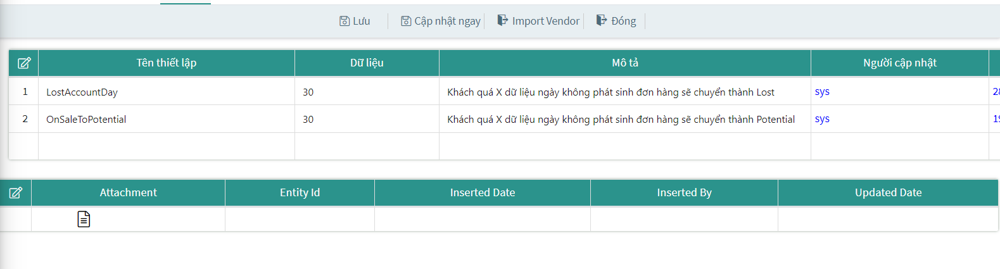 Lưu Cập nhật ngay Import Vendor Đóng
Tên thiết lập Dữ liệu Mô tả Người cập nhật
1 LostAccountDay 30 Khách quá X dữ liệu ngày không phát sinh đơn hàng sẽ chuyển thành Lost sys
2 OnSaleToPotential 30 Khách quá X dữ liệu ngày không phát sinh đơn hàng sẽ chuyển thành Potential sys 19
Attachment Entity Id Inserted Date Inserted By Updated Date